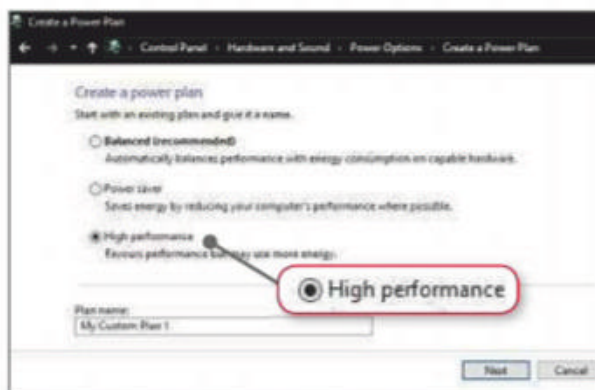 Create a Power Plan
Control Panel Hardware and Sound Power Options Create a Power Plan
Create a power plan
Start with an existing plan and give it a name.
Balanced (recommended)
Automatically balances performance with energy consumption on capable hardware.
Power saver
Saves energy by reducing your computer's performance where possible.
High performance
Favours performance but may use more energy.
High performance
Plan name:
My Custom Plan 1
Next Cancel